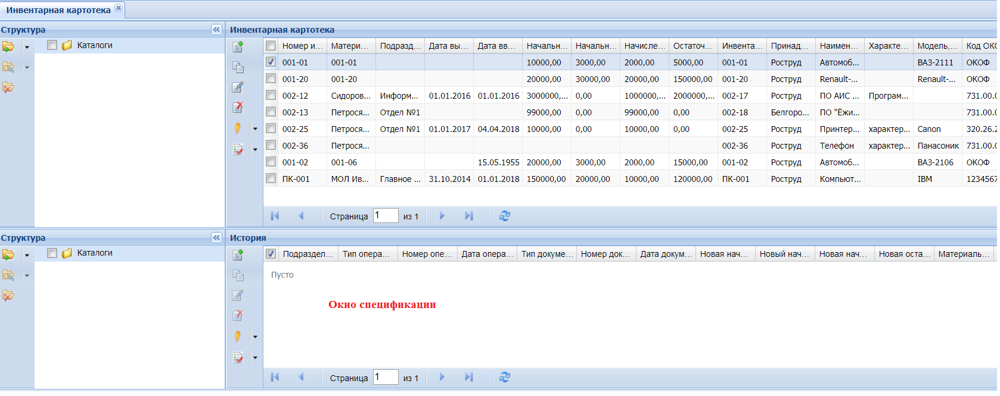 Инвентарная картотека
Структура
Каталоги
Инвентарная картотека
Номер и... Матери... Подразд... Дата вы... Дата вв... Начальн... Начальн... Начисле... Остаточ... Инвента... Принад... Наимен... Характе... Модель,... Код ОКО
001-01 001-01 10000,00 3000,00 2000,00 5000,00 001-01 Роструд Автомоб... ВАЗ-2111 ОКОФ
001-20 001-20 20000,00 30000,00 20000,00 150000,00 001-20 Роструд Renault-... Renault-... ОКОФ
002-12 Сидоров... Информ... 01.01.2016 01.01.2016 3000000,... 0,00 1000000,... 2000000,... 002-17 Роструд ПО АИС ... Програм... 731.00.0
002-13 Петрося... Отдел №1 99000,00 0,00 99000,00 0,00 002-18 Белгоро... ПО "Ёжи... 731.00.0
002-25 Петрося... Отдел №1 01.01.2017 04.04.2018 10000,00 0,00 10000,00 0,00 002-25 Роструд Принтер... характер... Canon 320.26.2
002-36 Петрося... 002-36 Роструд Телефон характер... Панасоник 731.00.0
001-02 001-06 15.05.1955 20000,00 3000,00 2000,00 15000,00 001-02 Роструд Автомоб... ВАЗ-2106 ОКОФ
ПК-001 МОЛ Ив... Главное ... 31.10.2014 01.01.2018 150000,00 20000,00 10000,00 120000,00 ПК-001 Роструд Компьют... IBM 1234567
Страница 1 из 1
Структура
Каталоги
История
Подраздел... Тип опера... Номер опе... Дата опера... Тип докуме... Номер док... Дата докум... Новая нач... Новый нач... Новая нач... Новая оста... Материаль...
Пусто
Окно спецификации
Страница 1 из 1